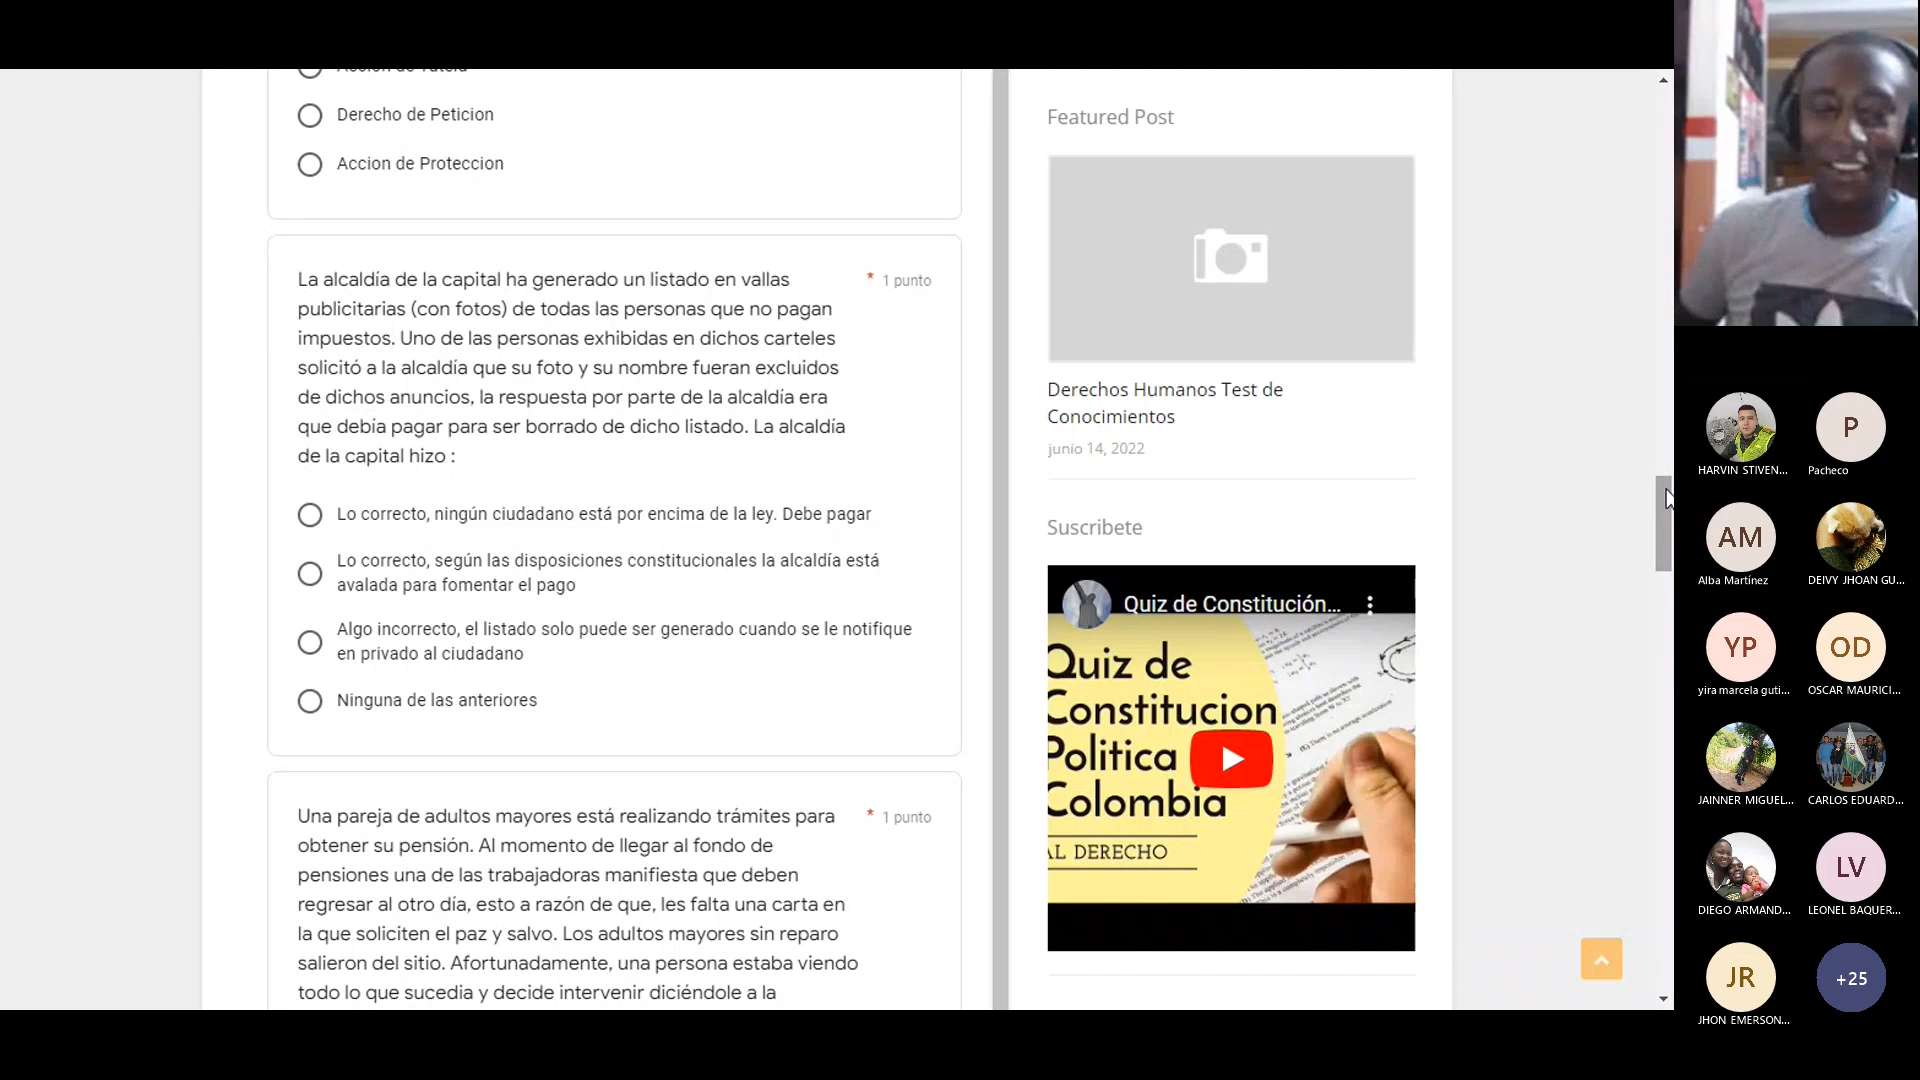 Derecho de Peticion
Accion de Proteccion
La alcaldía de la capital ha generado un listado en vallas
publicitarias (con fotos) de todas las personas que no pagan
impuestos. Uno de las personas exhibidas en dichos carteles
solicitó a la alcaldía que su foto y su nombre fueran excluidos
de dichos anuncios, la respuesta por parte de la alcaldía era
que debía pagar para ser borrado de dicho listado. La alcaldía
de la capital hizo :
* 1 punto
Lo correcto, ningún ciudadano está por encima de la ley. Debe pagar
Lo correcto, según las disposiciones constitucionales la alcaldía está
avalada para fomentar el pago
Algo incorrecto, el listado solo puede ser generado cuando se le notifique
en privado al ciudadano
Ninguna de las anteriores
Una pareja de adultos mayores está realizando trámites para
obtener su pensión. Al momento de llegar al fondo de
pensiones una de las trabajadoras manifiesta que deben
regresar al otro día, esto a razón de que, les falta una carta en
la que soliciten el paz y salvo. Los adultos mayores sin reparo
salieron del sitio. Afortunadamente, una persona estaba viendo
todo lo que sucedia y decide intervenir diciéndole a la
* 1 punto
Featured Post
Derechos Humanos Test de
Conocimientos
junio 14, 2022
Suscribete
Quiz de Constitución...
Quiz de
Constitucion
Politica
Colombia
AL DERECHO
HARVIN STIVEN...
P
Pacheco
AM
Alba Martínez
DEIVY JHOAN GU...
YP
yira marcela guti...
OD
OSCAR MAURICI...
JAINNER MIGUEL...
CARLOS EDUARD...
DIEGO ARMAND...
LV
LEONEL BAQUER...
JR
JHON EMERSON...
+25